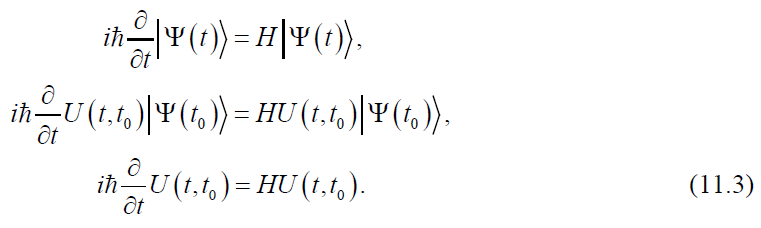 iħ ∂/∂t |Ψ(t)⟩ = H|Ψ(t)⟩,
iħ ∂/∂t U(t,t₀)|Ψ(t₀)⟩ = HU(t,t₀)|Ψ(t₀)⟩,
iħ ∂/∂t U(t,t₀) = HU(t,t₀). (11.3)